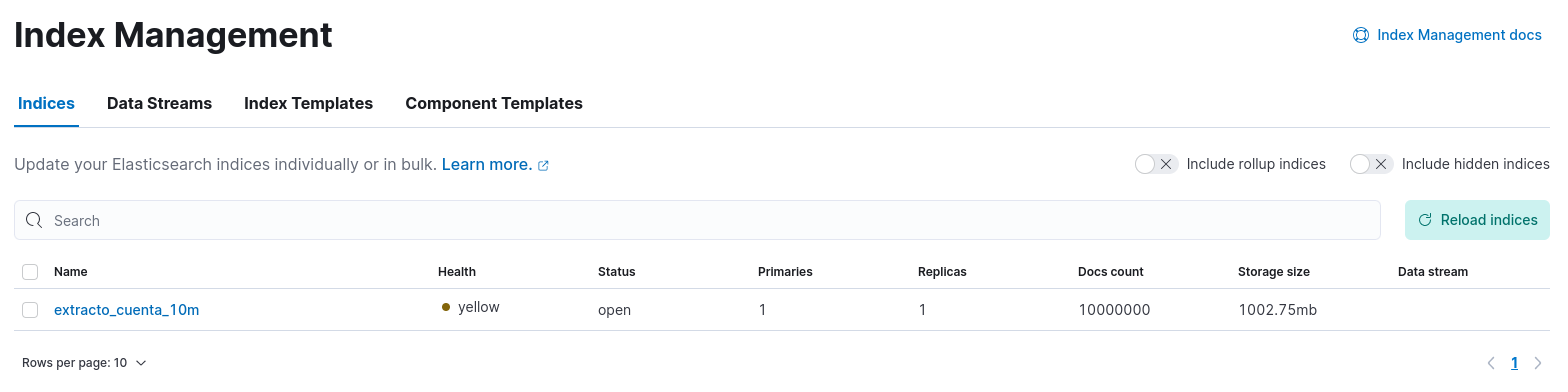 Index Management
Index Management docs
Indices Data Streams Index Templates Component Templates
Update your Elasticsearch indices individually or in bulk. Learn more.
Include rollup indices Include hidden indices
Search
Reload indices
Name Health Status Primaries Replicas Docs count Storage size Data stream
extracto_cuenta_10m yellow open 1 1 10000000 1002.75mb
Rows per page: 10
1